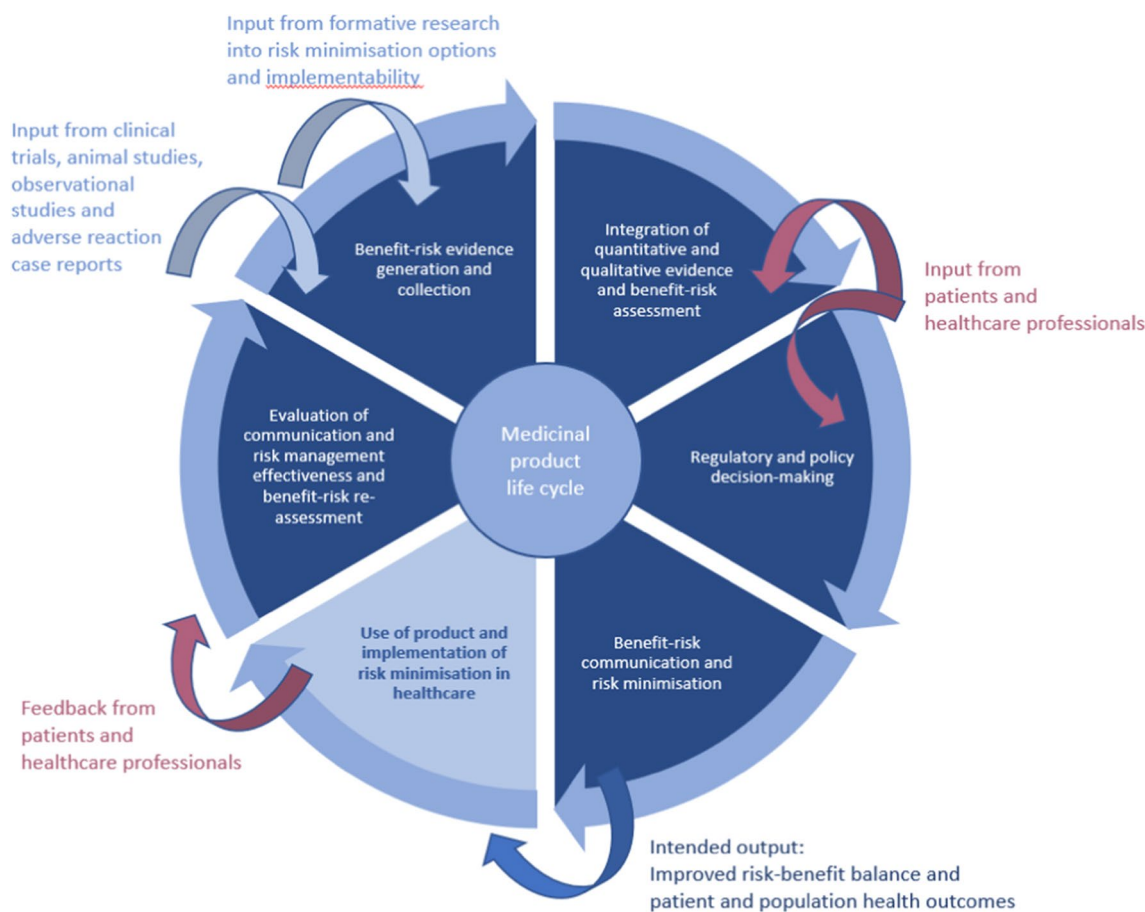 Input from formative research
into risk minimisation options
and implementability
Input from clinical
trials, animal studies,
observational
studies and
adverse reaction
case reports
Benefit-risk evidence
generation and
collection
Integration of
quantitative and
qualitative evidence
and benefit-risk
assessment
Input from
patients and
healthcare professionals
Evaluation of
communication and
risk management
effectiveness and
benefit-risk re-
assessment
Medicinal
product
life cycle
Regulatory and policy
decision-making
Use of product and
implementation of
risk minimisation in
healthcare
Benefit-risk
communication and
risk minimisation
Feedback from
patients and
healthcare professionals
Intended output:
Improved risk-benefit balance and
patient and population health outcomes